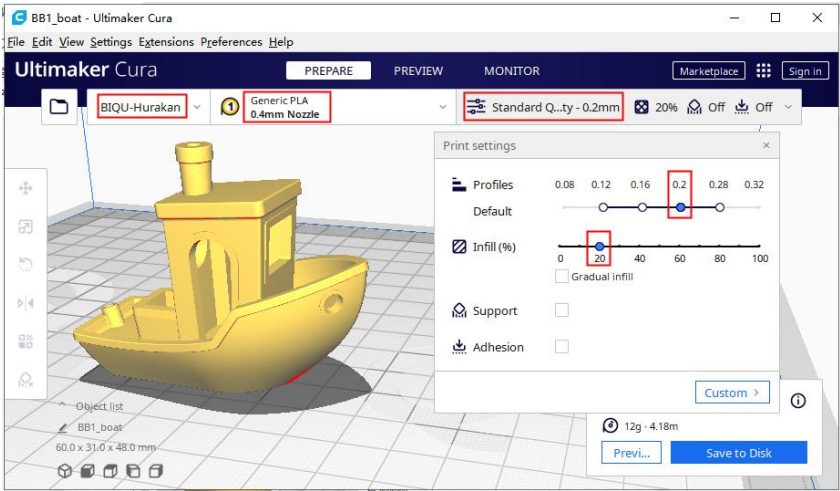 BB1_boat - Ultimaker Cura
File Edit View Settings Extensions Preferences Help
Ultimaker Cura PREPARE PREVIEW MONITOR Marketplace Sign in
BIQU-Hurakan 1 Generic PLA Standard Q...ty - 0.2mm 20% Off Off
0.4mm Nozzle
Print settings
Profiles 0.08 0.12 0.16 0.2 0.28 0.32
Default
Infill (%)
0 20 40 60 80 100
Gradual infill
Support
Adhesion
Custom
Object list
BB1_boat
60.0 x 31.0 x 48.0 mm
12g · 4.18m
Previ... Save to Disk